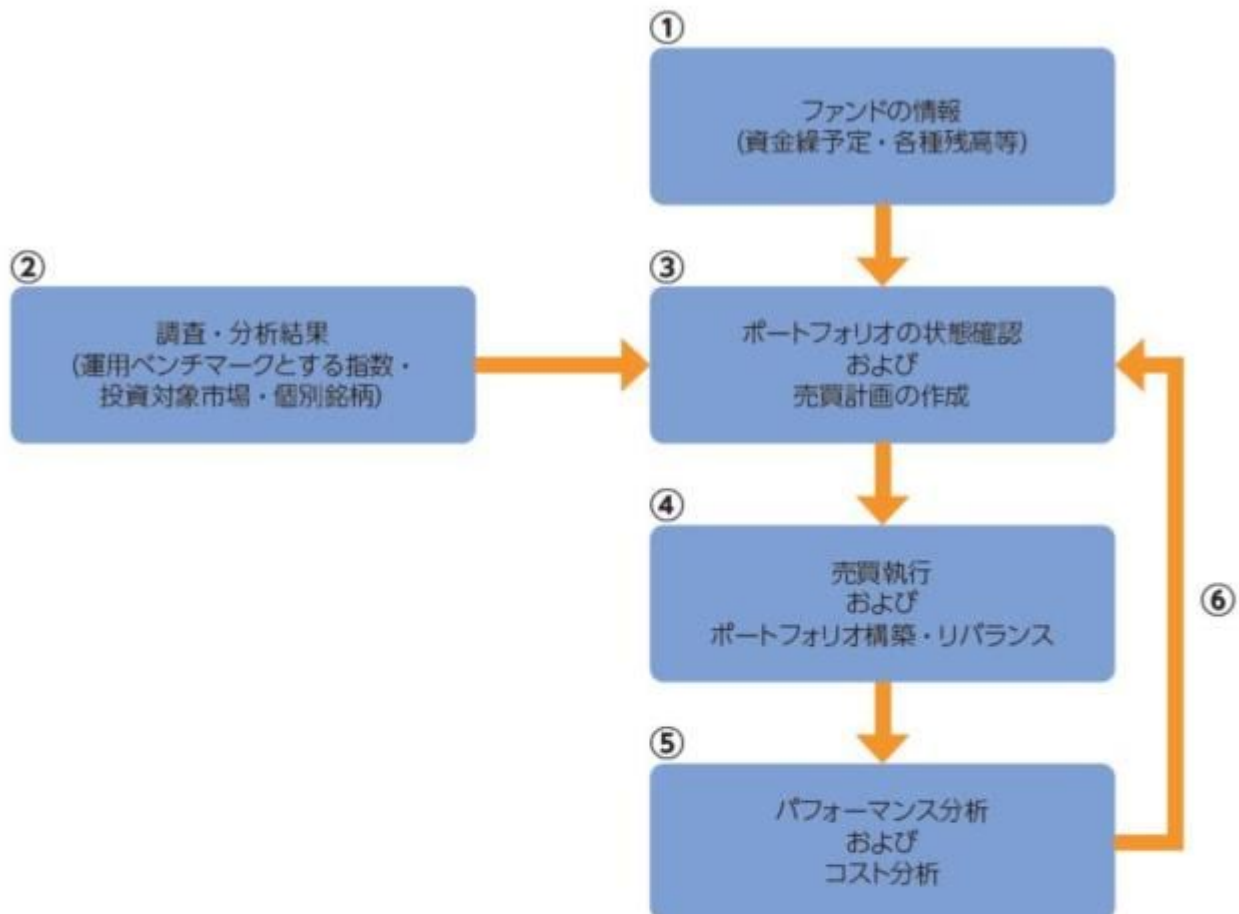 ①
ファンドの情報
(資金繰予定・各種残高等)
②
調査・分析結果
(運用ベンチマークとする指数・
投資対象市場・個別銘柄)
③
ポートフォリオの状態確認
および
売買計画の作成
④
売買執行
および
ポートフォリオ構築・リバランス
⑥
⑤
パフォーマンス分析
および
コスト分析